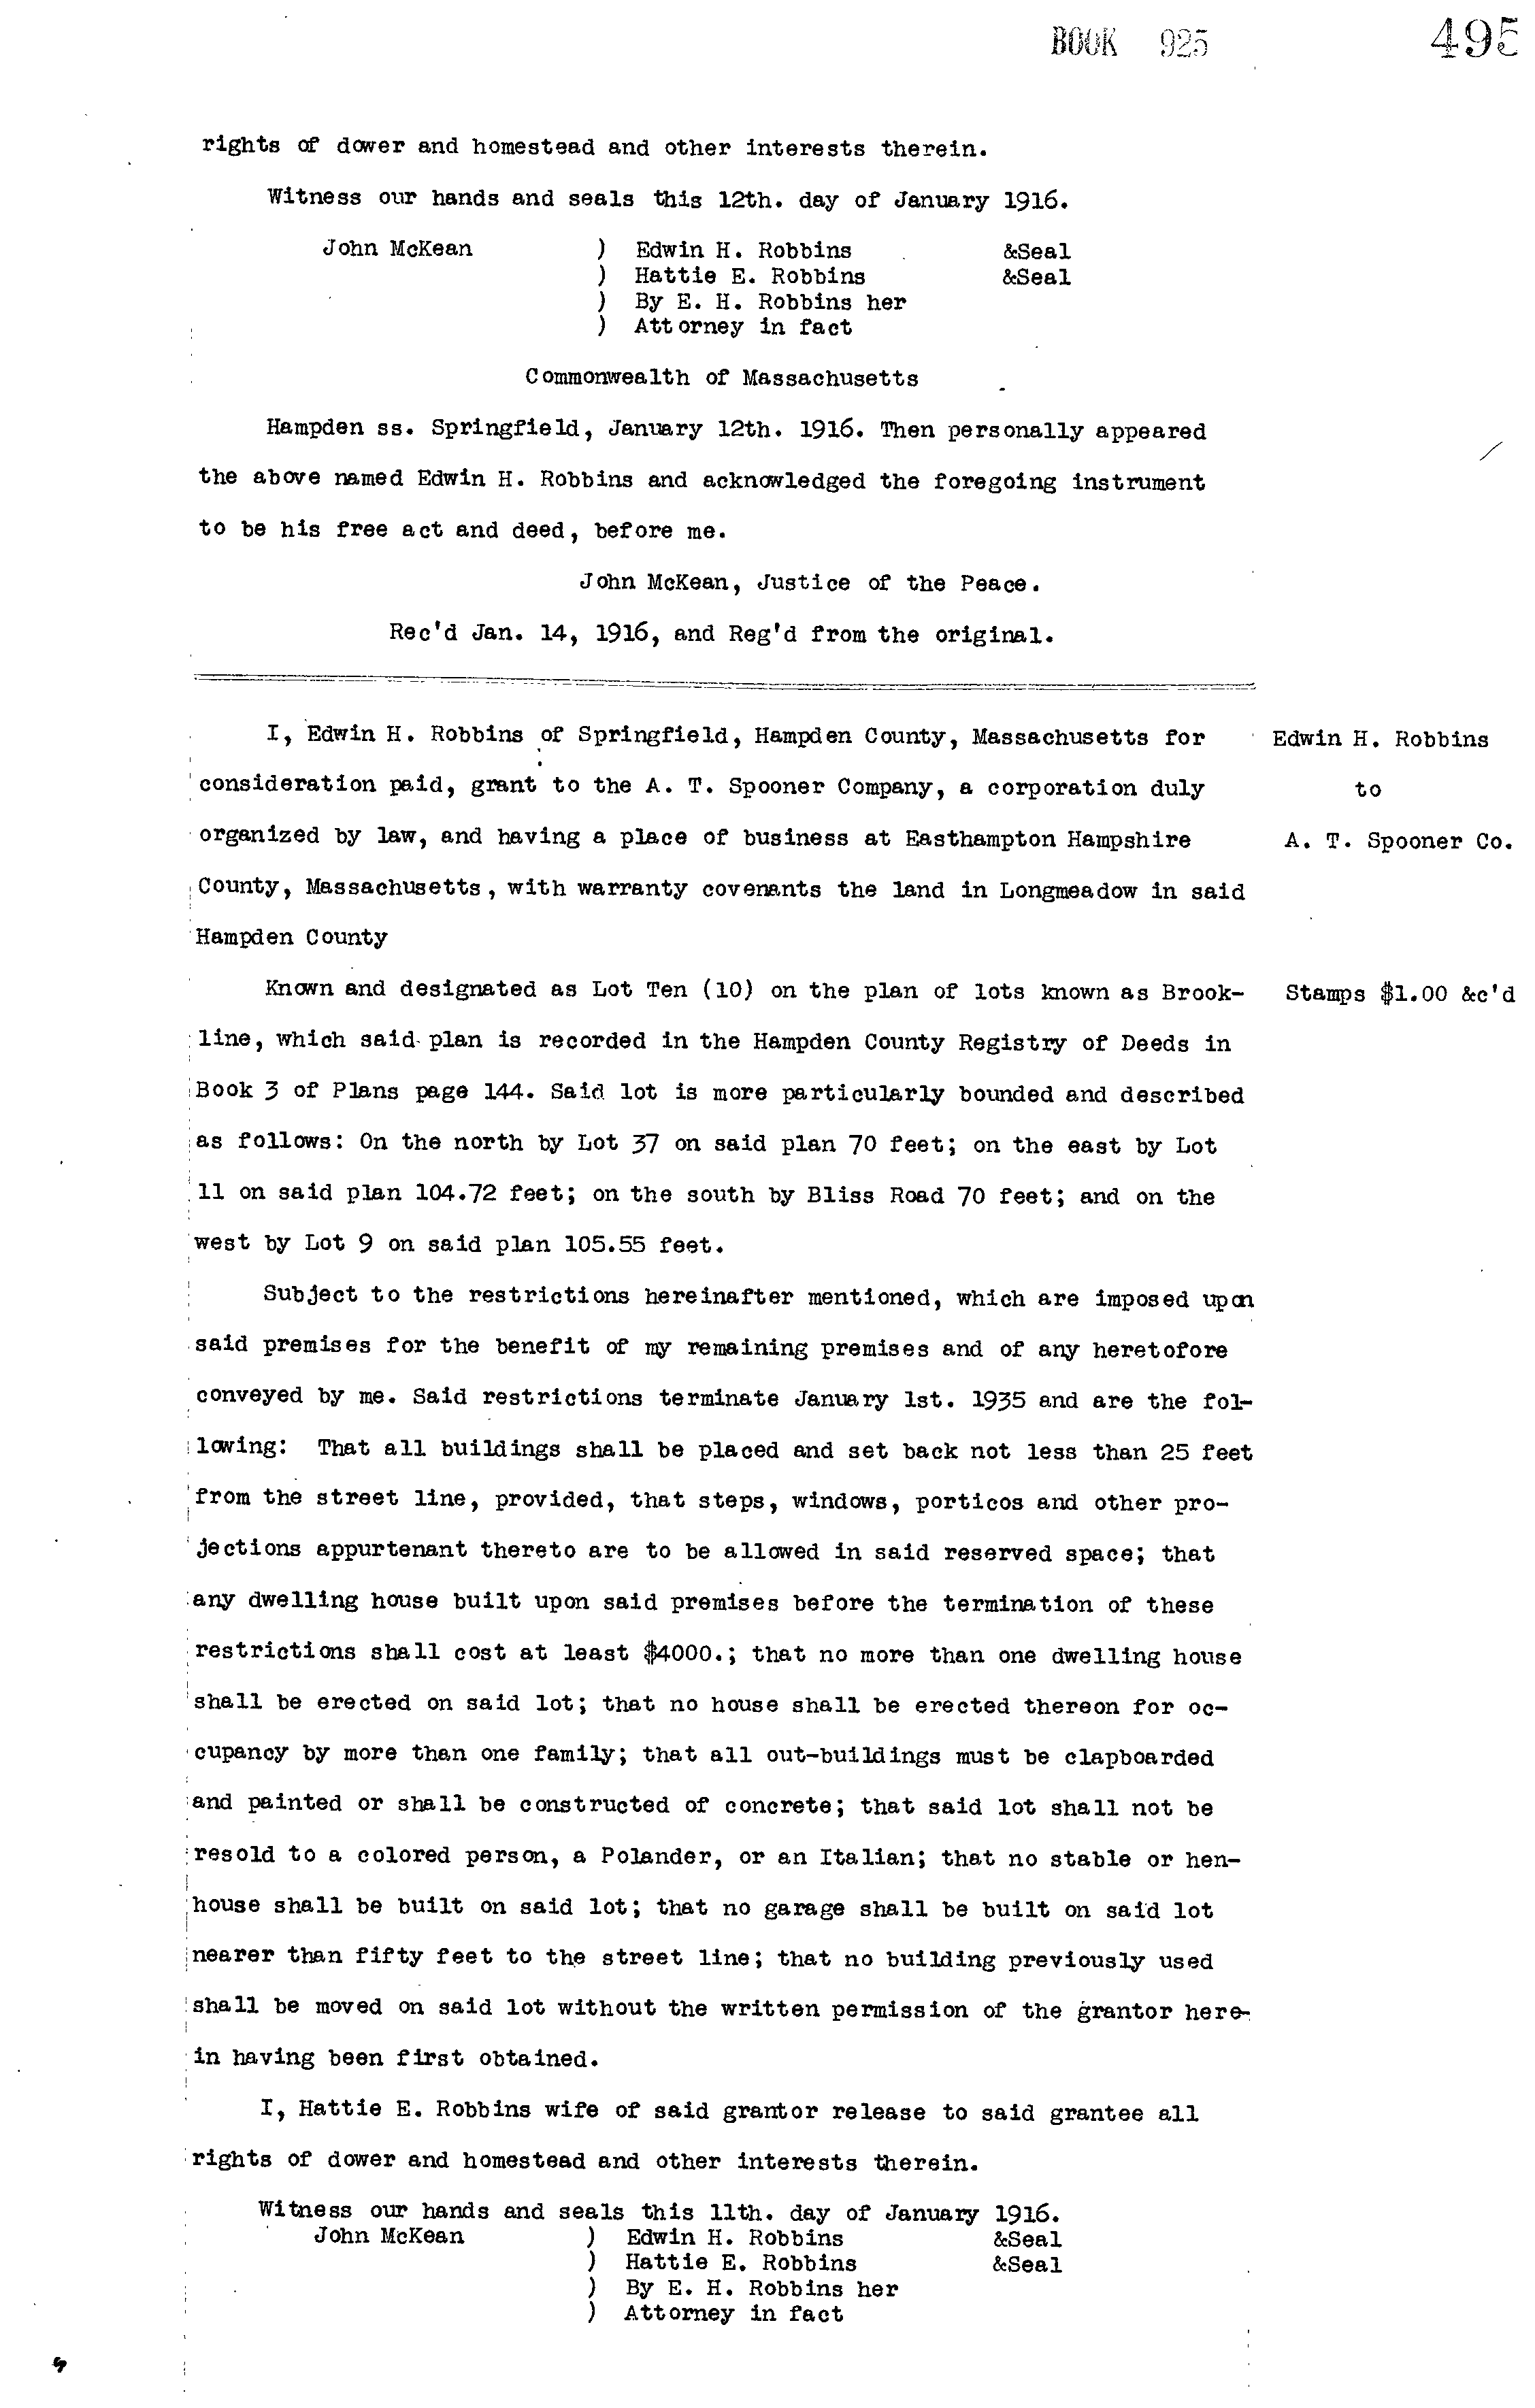 BOOK 925 495
rights of dower and homestead and other interests therein.
Witness our hands and seals this 12th. day of January 1916.
John McKean ) Edwin H. Robbins &Seal
) Hattie E. Robbins &Seal
) By E. H. Robbins her
) Attorney in fact
Commonwealth of Massachusetts
Hampden ss. Springfield, January 12th. 1916. Then personally appeared
the above named Edwin H. Robbins and acknowledged the foregoing instrument
to be his free act and deed, before me.
John McKean, Justice of the Peace.
Rec'd Jan. 14, 1916, and Reg'd from the original.
I, Edwin H. Robbins of Springfield, Hampden County, Massachusetts for Edwin H. Robbins
consideration paid, grant to the A. T. Spooner Company, a corporation duly to
organized by law, and having a place of business at Easthampton Hampshire A. T. Spooner Co.
County, Massachusetts, with warranty covenants the land in Longmeadow in said
Hampden County
Known and designated as Lot Ten (10) on the plan of lots known as Brook- Stamps $1.00 &c'd
line, which said plan is recorded in the Hampden County Registry of Deeds in
Book 3 of Plans page 144. Said lot is more particularly bounded and described
as follows: On the north by Lot 37 on said plan 70 feet; on the east by Lot
11 on said plan 104.72 feet; on the south by Bliss Road 70 feet; and on the
west by Lot 9 on said plan 105.55 feet.
Subject to the restrictions hereinafter mentioned, which are imposed upon
said premises for the benefit of my remaining premises and of any heretofore
conveyed by me. Said restrictions terminate January 1st. 1935 and are the fol-
lowing: That all buildings shall be placed and set back not less than 25 feet
from the street line, provided, that steps, windows, porticos and other pro-
jections appurtenant thereto are to be allowed in said reserved space; that
any dwelling house built upon said premises before the termination of these
restrictions shall cost at least $4000.; that no more than one dwelling house
shall be erected on said lot; that no house shall be erected thereon for oc-
cupancy by more than one family; that all out-buildings must be clapboarded
and painted or shall be constructed of concrete; that said lot shall not be
resold to a colored person, a Polander, or an Italian; that no stable or hen-
house shall be built on said lot; that no garage shall be built on said lot
nearer than fifty feet to the street line; that no building previously used
shall be moved on said lot without the written permission of the grantor here-
in having been first obtained.
I, Hattie E. Robbins wife of said grantor release to said grantee all
rights of dower and homestead and other interests therein.
Witness our hands and seals this 11th. day of January 1916.
John McKean ) Edwin H. Robbins &Seal
) Hattie E. Robbins &Seal
) By E. H. Robbins her
) Attorney in fact